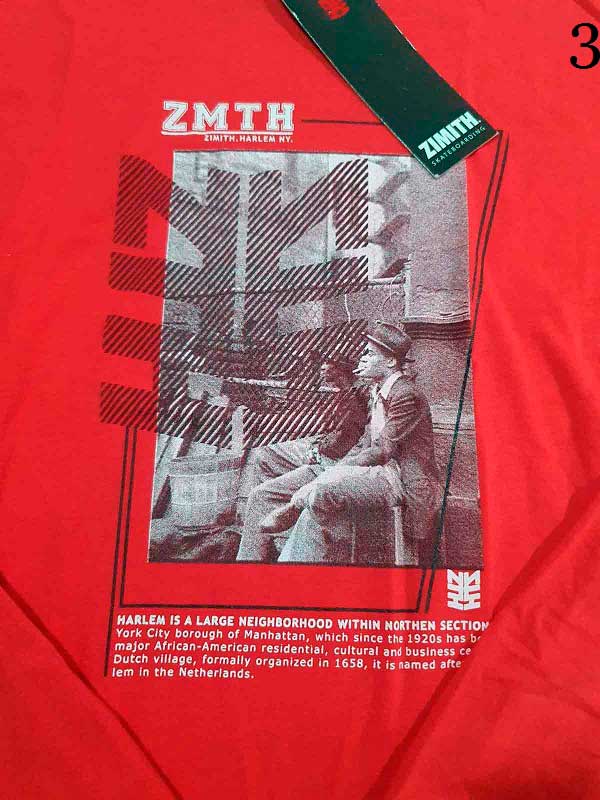 3
ZMTH
ZIMITH.HARLEM NY.
ZIMITH.
SKATEBOARDING
HARLEM IS A LARGE NEIGHBORHOOD WITHIN NORTHEN SECTION
York City borough of Manhattan, which since the 1920s has be
major African-American residential, cultural and business ce
Dutch village, formally organized in 1658, it is named afte
lem in the Netherlands.